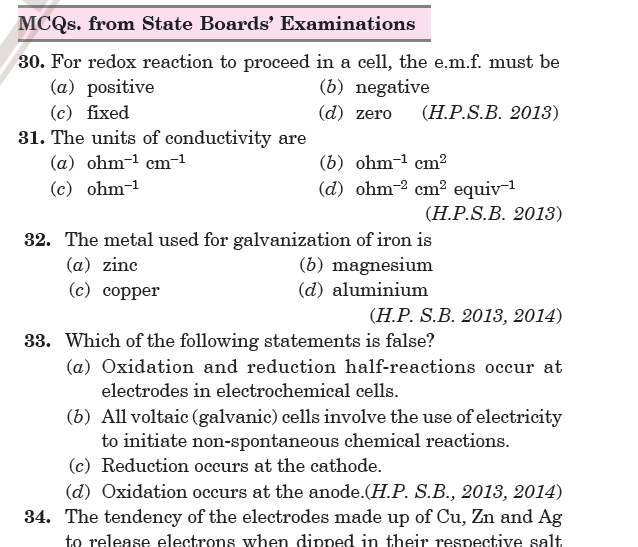 MCQs. from State Boards' Examinations
30. For redox reaction to proceed in a cell, the e.m.f. must be
(a) positive (b) negative
(c) fixed (d) zero (H.P.S.B. 2013)
31. The units of conductivity are
(a) ohm⁻¹ cm⁻¹ (b) ohm⁻¹ cm²
(c) ohm⁻¹ (d) ohm⁻² cm² equiv⁻¹
(H.P.S.B. 2013)
32. The metal used for galvanization of iron is
(a) zinc (b) magnesium
(c) copper (d) aluminium
(H.P. S.B. 2013, 2014)
33. Which of the following statements is false?
(a) Oxidation and reduction half-reactions occur at
electrodes in electrochemical cells.
(b) All voltaic (galvanic) cells involve the use of electricity
to initiate non-spontaneous chemical reactions.
(c) Reduction occurs at the cathode.
(d) Oxidation occurs at the anode.(H.P. S.B., 2013, 2014)
34. The tendency of the electrodes made up of Cu, Zn and Ag
to release electrons when dipped in their respective salt